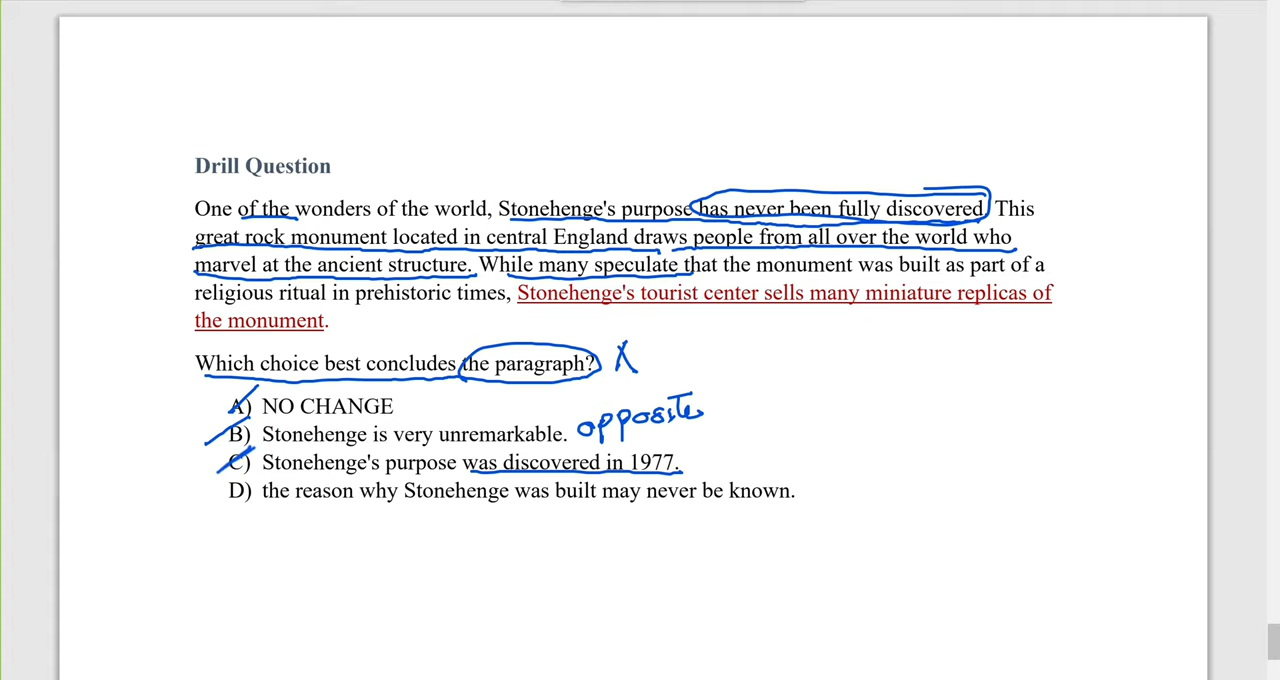 Drill Question
One of the wonders of the world, Stonehenge's purpose has never been fully discovered. This
great rock monument located in central England draws people from all over the world who
marvel at the ancient structure. While many speculate that the monument was built as part of a
religious ritual in prehistoric times, Stonehenge's tourist center sells many miniature replicas of
the monument.
Which choice best concludes the paragraph? X
A) NO CHANGE
B) Stonehenge is very unremarkable. opposite
C) Stonehenge's purpose was discovered in 1977.
D) the reason why Stonehenge was built may never be known.